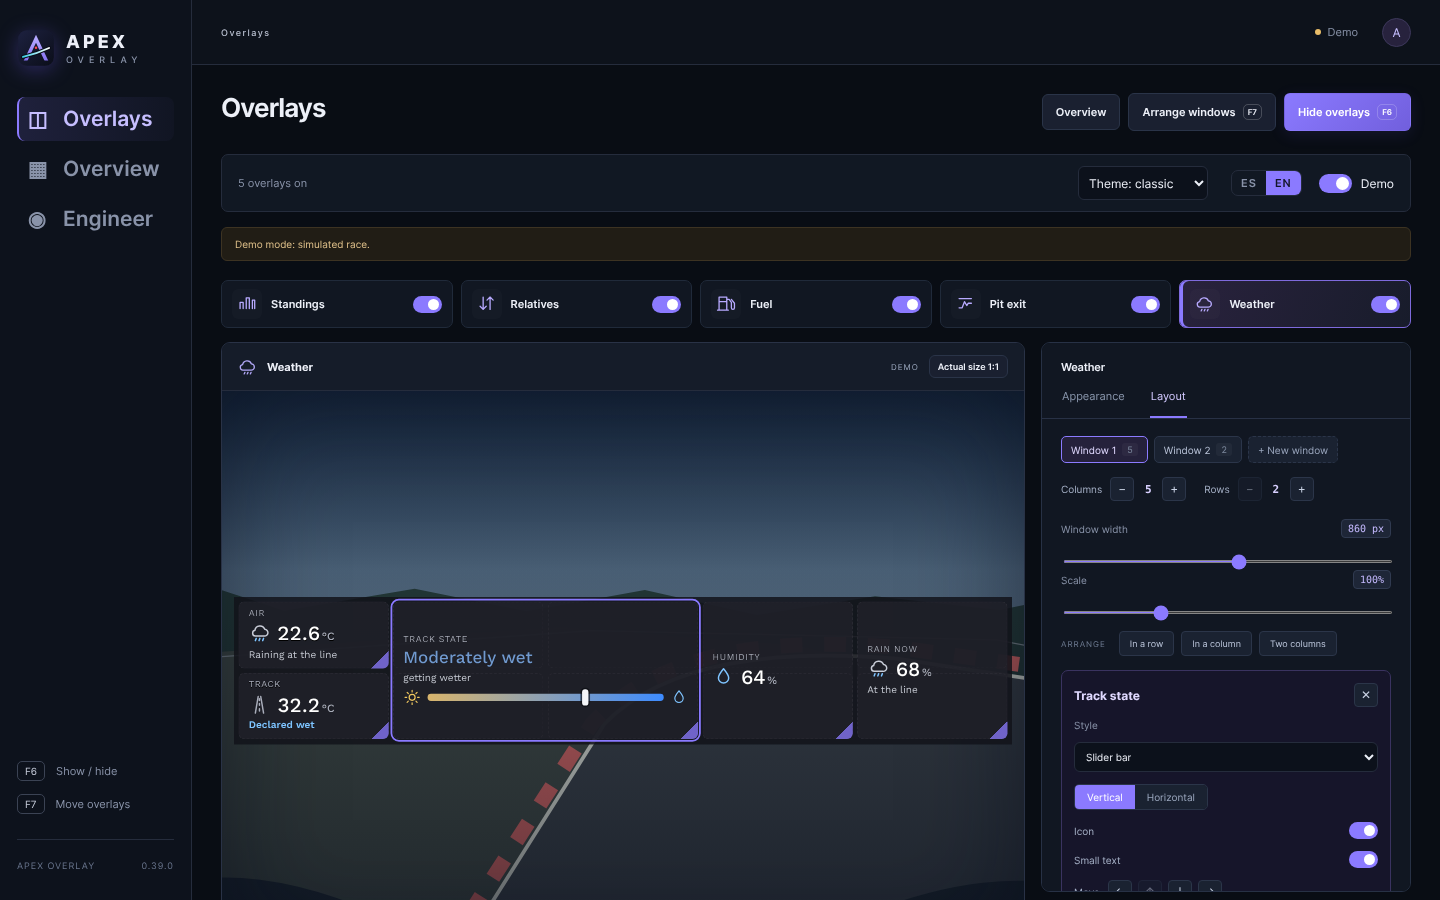 APEX
OVERLAY
Overlays
Overview
Engineer
F6 Show / hide
F7 Move overlays
APEX OVERLAY 0.39.0
Overlays
Demo A
Overlays
Overview
Arrange windows F7
Hide overlays F6
5 overlays on
Theme: classic
ES EN
Demo
Demo mode: simulated race.
Standings
Relatives
Fuel
Pit exit
Weather
Weather
DEMO Actual size 1:1
AIR
22.6°C
Raining at the line
TRACK
32.2°C
Declared wet
TRACK STATE
Moderately wet
getting wetter
HUMIDITY
64%
RAIN NOW
68%
At the line
Weather
Appearance Layout
Window 1 5 Window 2 2 + New window
Columns − 5 + Rows − 2 +
Window width 860 px
Scale 100%
ARRANGE In a row In a column Two columns
Track state ✕
Style
Slider bar
Vertical Horizontal
Icon
Small text